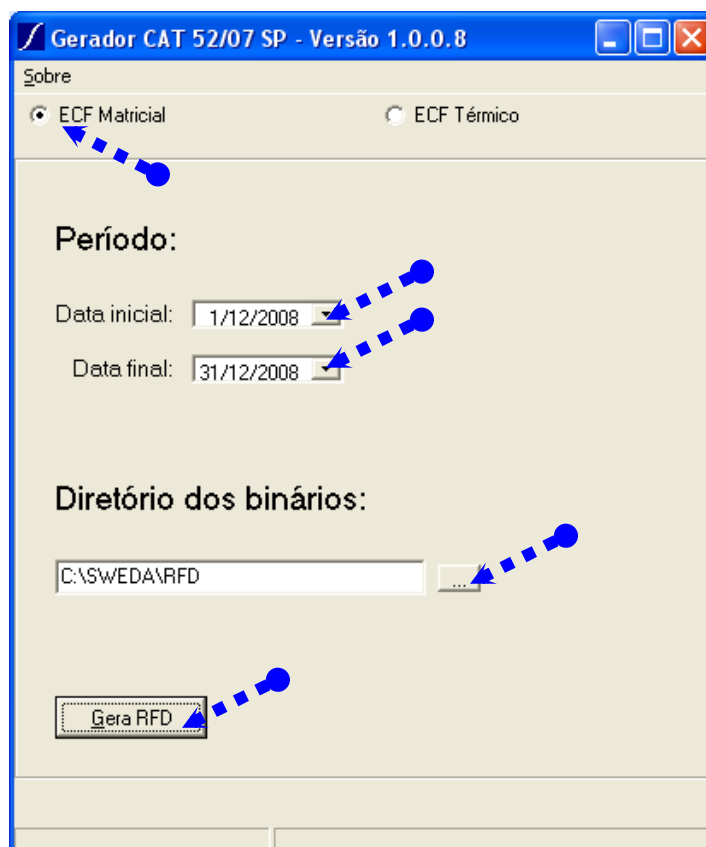 Gerador CAT 52/07 SP - Versão 1.0.0.8
Sobre
ECF Matricial ECF Térmico
Período:
Data inicial: 1/12/2008
Data final: 31/12/2008
Diretório dos binários:
C:\SWEDA\RFD ...
Gera RFD